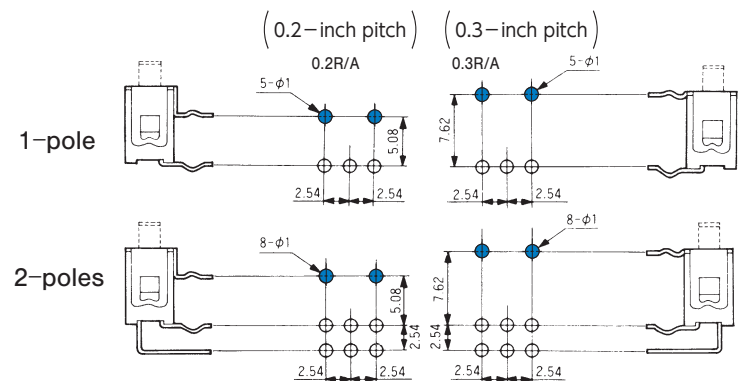 (0.2-inch pitch) (0.3-inch pitch)
0.2R/A 0.3R/A
5-φ1 5-φ1
1-pole
5.08 7.62
2.54 2.54 2.54 2.54
8-φ1 8-φ1
2-poles
5.08 7.62
2.54 2.54
2.54 2.54 2.54 2.54